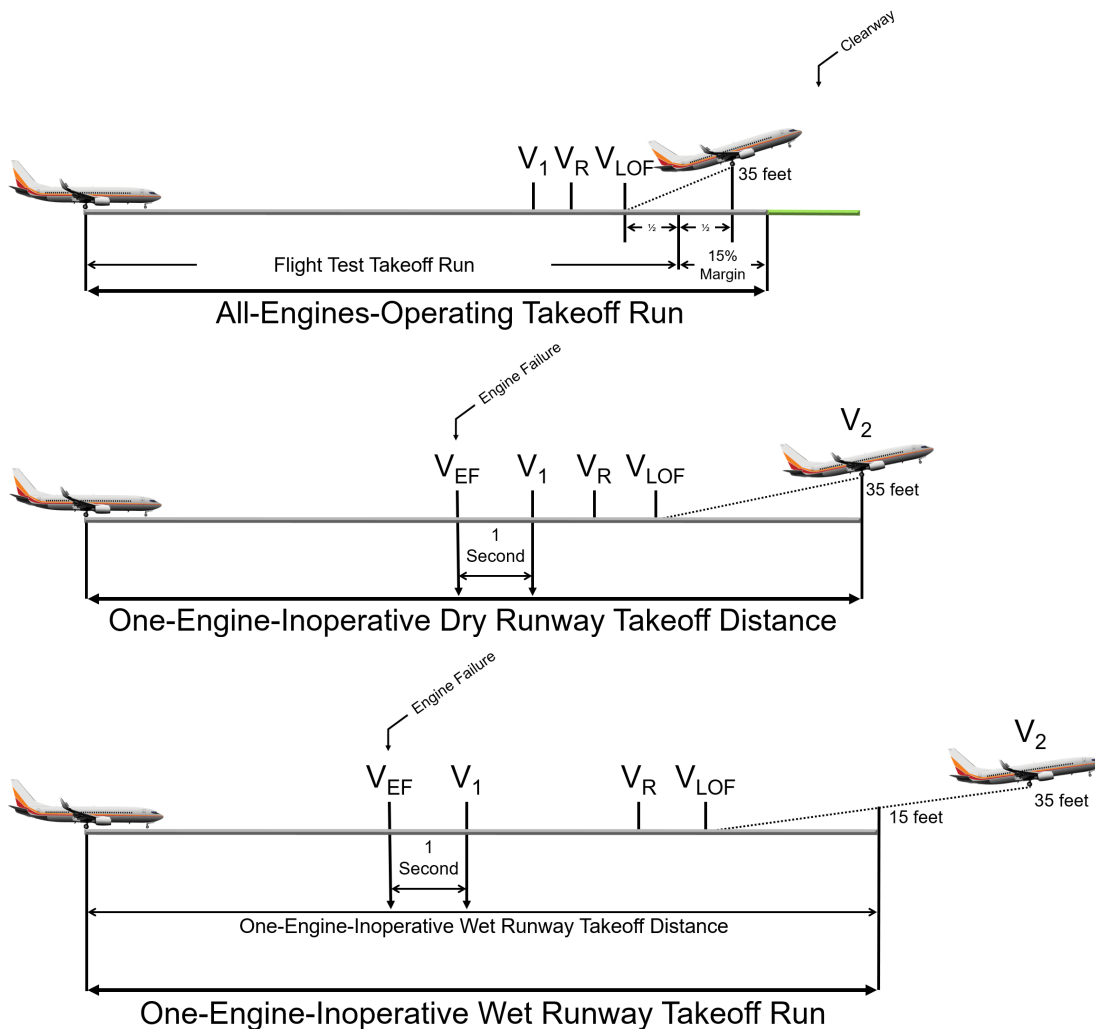 Clearway
V1 VR VLOF
35 feet
½ ½
Flight Test Takeoff Run
15%
Margin
All-Engines-Operating Takeoff Run
Engine Failure
V2
VEF V1 VR VLOF
35 feet
1
Second
One-Engine-Inoperative Dry Runway Takeoff Distance
Engine Failure
V2
VEF V1 VR VLOF
35 feet
15 feet
1
Second
One-Engine-Inoperative Wet Runway Takeoff Distance
One-Engine-Inoperative Wet Runway Takeoff Run